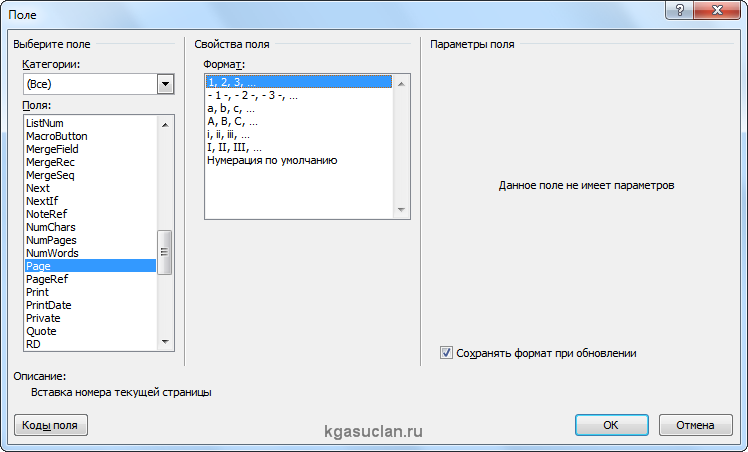 Поле
Выберите поле
Категории:
(Все)
Поля:
ListNum
MacroButton
MergeField
MergeRec
MergeSeq
Next
NextIf
NoteRef
NumChars
NumPages
NumWords
Page
PageRef
Print
PrintDate
Private
Quote
RD
Свойства поля
Формат:
1, 2, 3, ...
- 1 -, - 2 -, - 3 -, ...
a, b, c, ...
A, B, C, ...
i, ii, iii, ...
I, II, III, ...
Нумерация по умолчанию
Параметры поля
Данное поле не имеет параметров
Сохранять формат при обновлении
Описание:
Вставка номера текущей страницы
Коды поля
kgasuclan.ru
ОК
Отмена